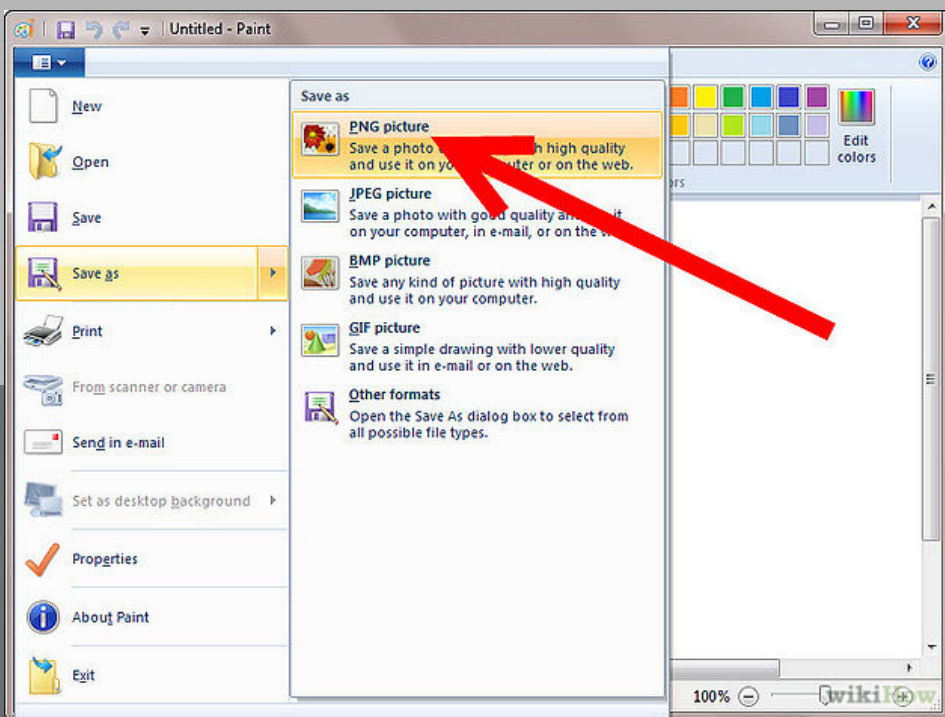 Untitled - Paint
New
Open
Save
Save as
Print
From scanner or camera
Send in e-mail
Set as desktop background
Properties
About Paint
Exit
Save as
PNG picture
Save a photo h high quality
and use it on yo uter or on the web.
JPEG picture
Save a photo with good quality and it
on your computer, in e-mail, or on the
BMP picture
Save any kind of picture with high quality
and use it on your computer.
GIF picture
Save a simple drawing with lower quality
and use it in e-mail or on the web.
Other formats
Open the Save As dialog box to select from
all possible file types.
Edit
colors
100%
wikiHow